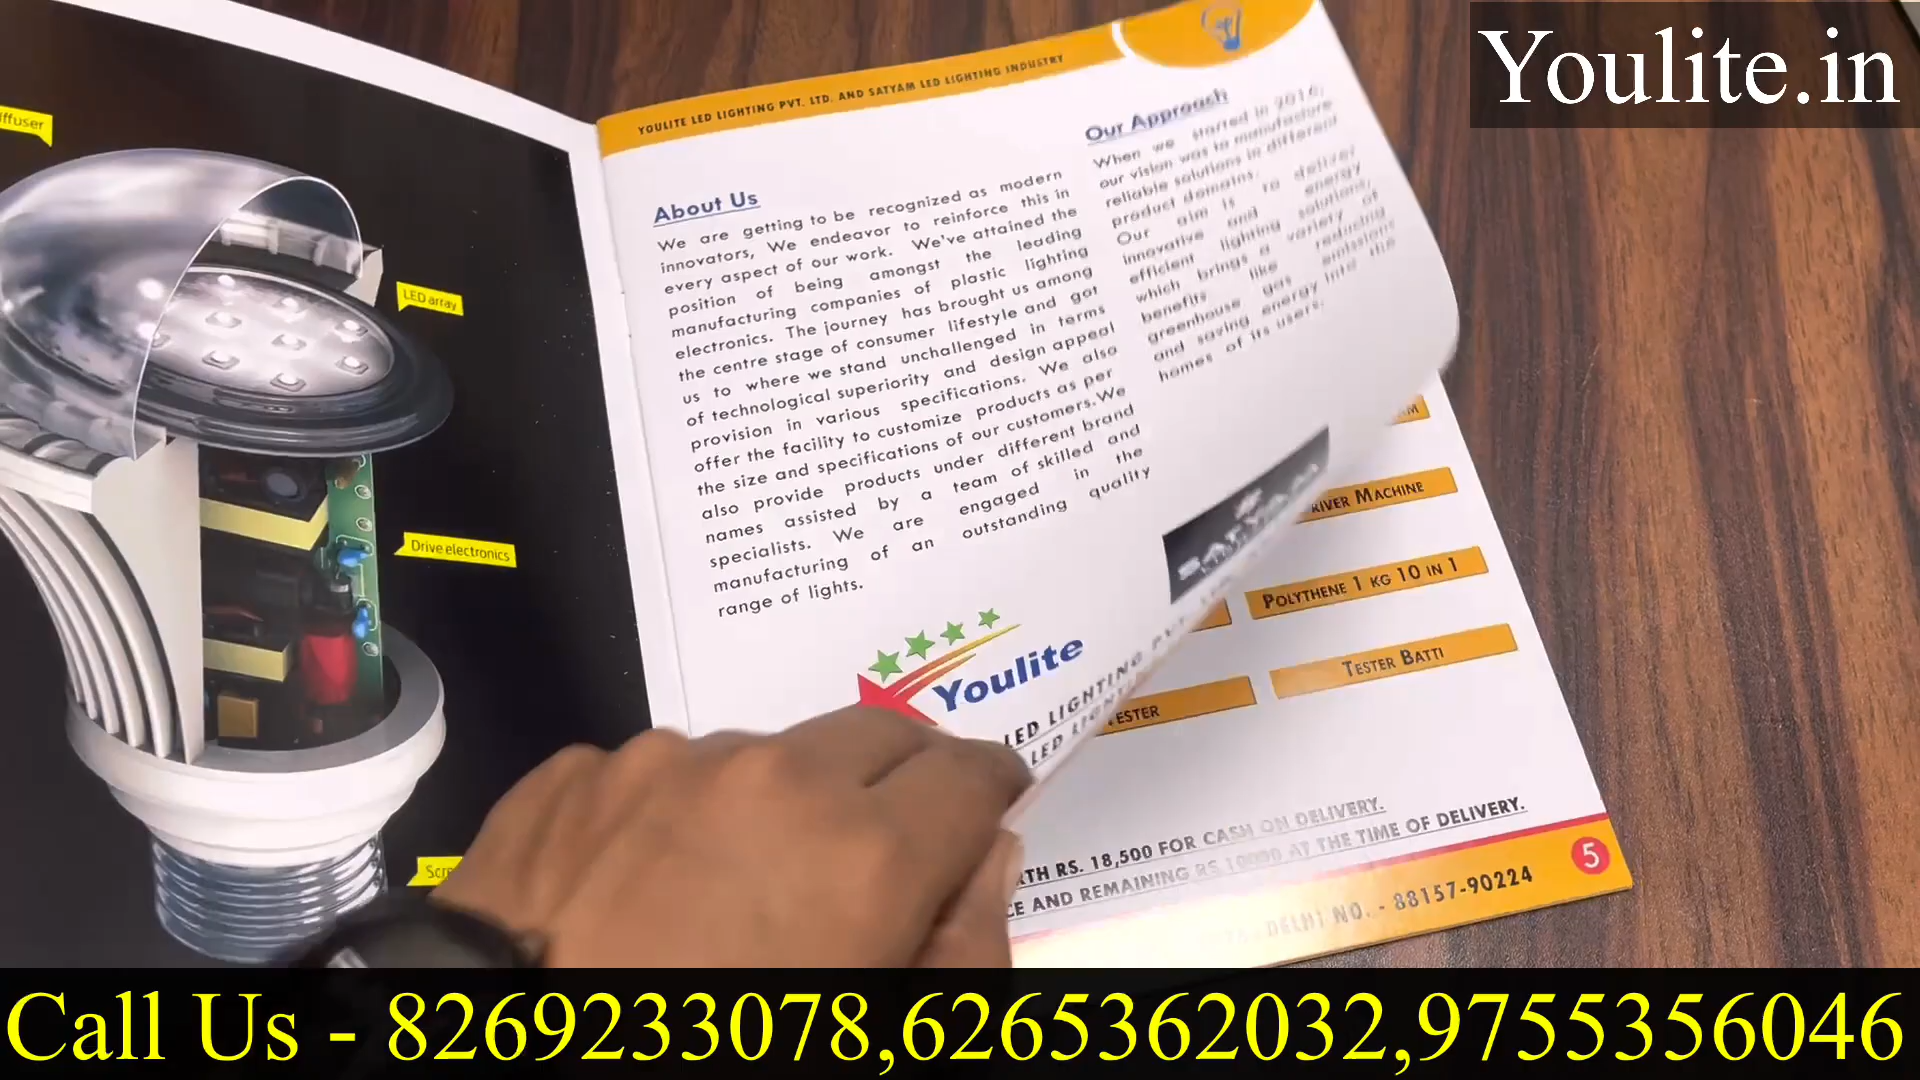 Youlite.in
ffuser
LED array
Drive electronics
Scre
YOULITE LED LIGHTING PVT. LTD. AND SATYAM LED LIGHTING INDUSTRY
About Us
We are getting to be recognized as modern
innovators, We endeavor to reinforce this in
every aspect of our work. We've attained the
position of being amongst the leading
manufacturing companies of plastic lighting
electronics. The journey has brought us among
the centre stage of consumer lifestyle and got
us to where we stand unchallenged in terms
of technological superiority and design appeal
provision in various specifications. We also
offer the facility to customize products as per
the size and specifications of our customers.We
also provide products under different brand
names assisted by a team of skilled and
specialists. We are engaged in the
manufacturing of an outstanding quality
range of lights.
Our Approach
When we started in 2016,
our vision was to manufacture
reliable solutions in different
product domains.
Our aim is to deliver
innovative and energy
efficient lighting solutions,
which brings a variety of
benefits like reducing
greenhouse gas emissions
and saving energy into the
homes of its users.
Youlite
SATYAM
LED LIGHTING PVT.
LED LIGHT
RIVER MACHINE
POLYTHENE 1 KG 10 IN 1
TESTER BATTI
ESTER
RTH RS. 18,500 FOR CASH ON DELIVERY.
CE AND REMAINING RS 10000 AT THE TIME OF DELIVERY.
DELHI NO. - 88157-90224
5
Call Us - 8269233078,6265362032,9755356046